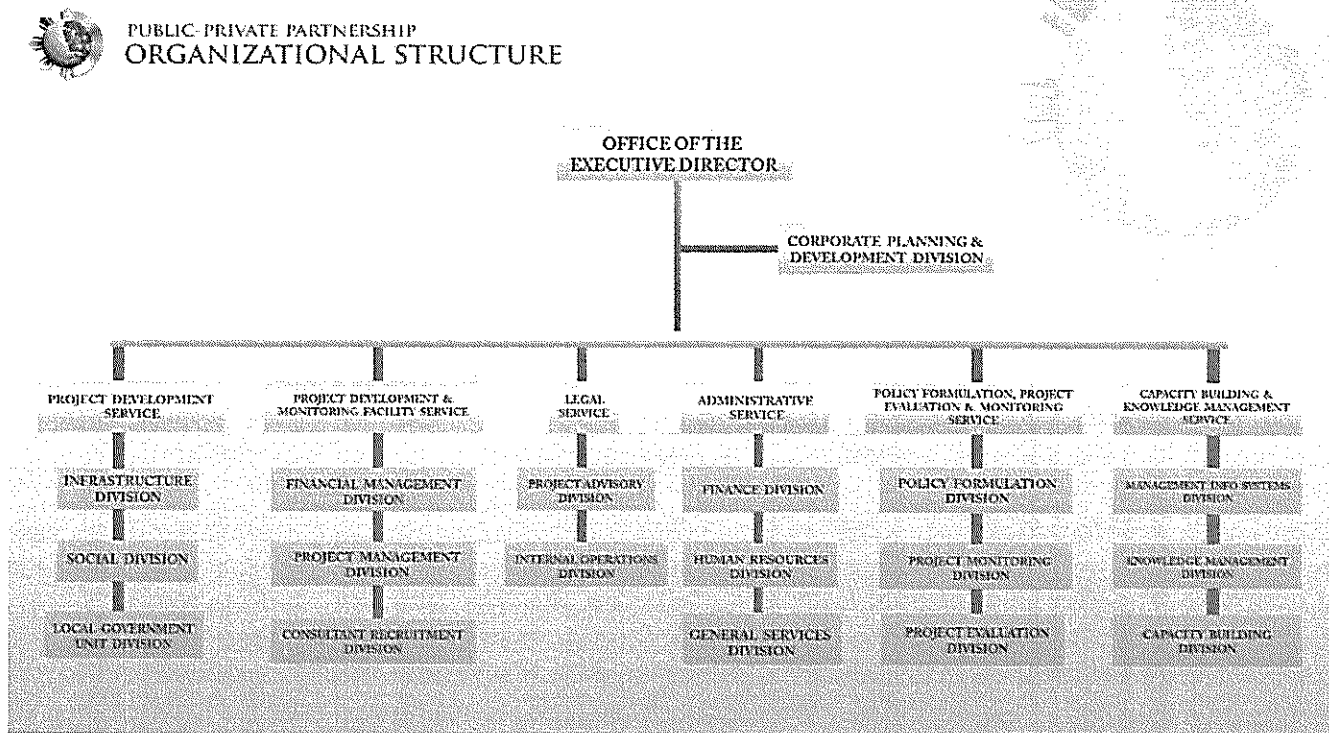 PUBLIC-PRIVATE PARTNERSHIP
ORGANIZATIONAL STRUCTURE
OFFICE OF THE
EXECUTIVE DIRECTOR
CORPORATE PLANNING &
DEVELOPMENT DIVISION
PROJECT DEVELOPMENT
SERVICE
PROJECT DEVELOPMENT &
MONITORING FACILITY SERVICE
LEGAL
SERVICE
ADMINISTRATIVE
SERVICE
POLICY FORMULATION, PROJECT
EVALUATION & MONITORING
SERVICE
CAPACITY BUILDING &
KNOWLEDGE MANAGEMENT
SERVICE
INFRASTRUCTURE
DIVISION
FINANCIAL MANAGEMENT
DIVISION
PROJECT ADVISORY
DIVISION
FINANCE DIVISION
POLICY FORMULATION
DIVISION
MANAGEMENT INFO SYSTEMS
DIVISION
SOCIAL DIVISION
PROJECT MANAGEMENT
DIVISION
INTERNAL OPERATIONS
DIVISION
HUMAN RESOURCES
DIVISION
PROJECT MONITORING
DIVISION
KNOWLEDGE MANAGEMENT
DIVISION
LOCAL GOVERNMENT
UNIT DIVISION
CONSULTANT RECRUITMENT
DIVISION
GENERAL SERVICES
DIVISION
PROJECT EVALUATION
DIVISION
CAPACITY BUILDING
DIVISION